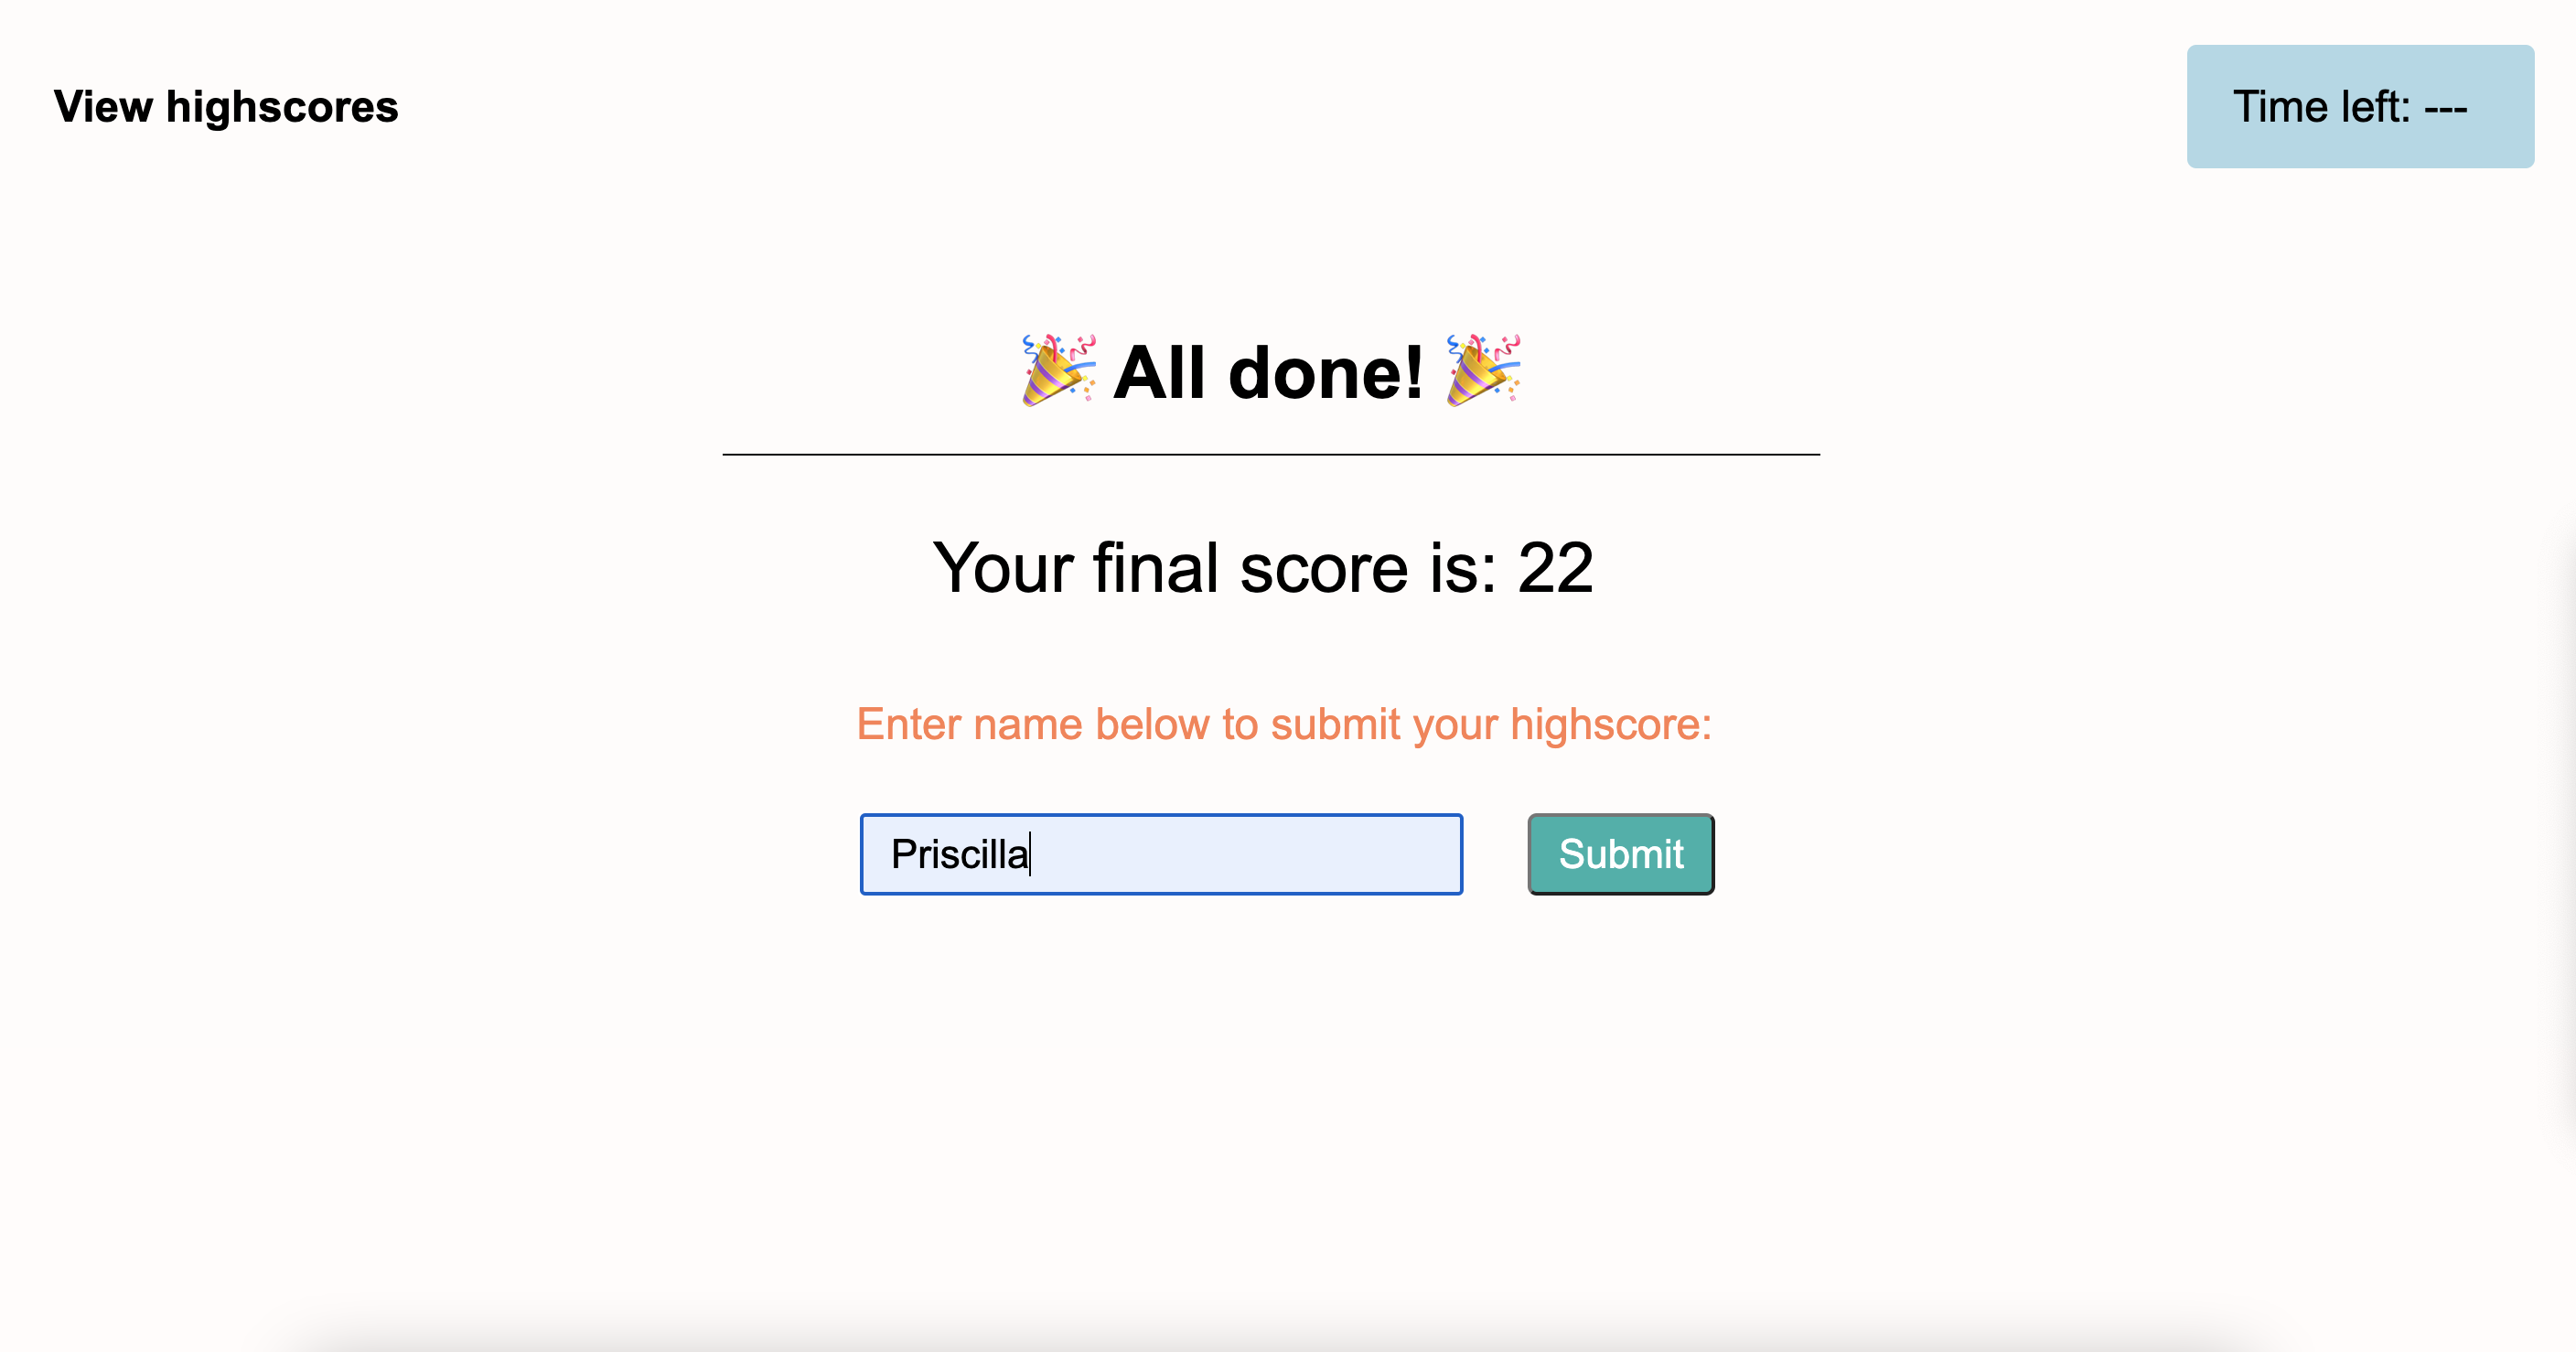 View highscores
Time left: ---
🎉 All done! 🎉
Your final score is: 22
Enter name below to submit your highscore:
Priscilla
Submit